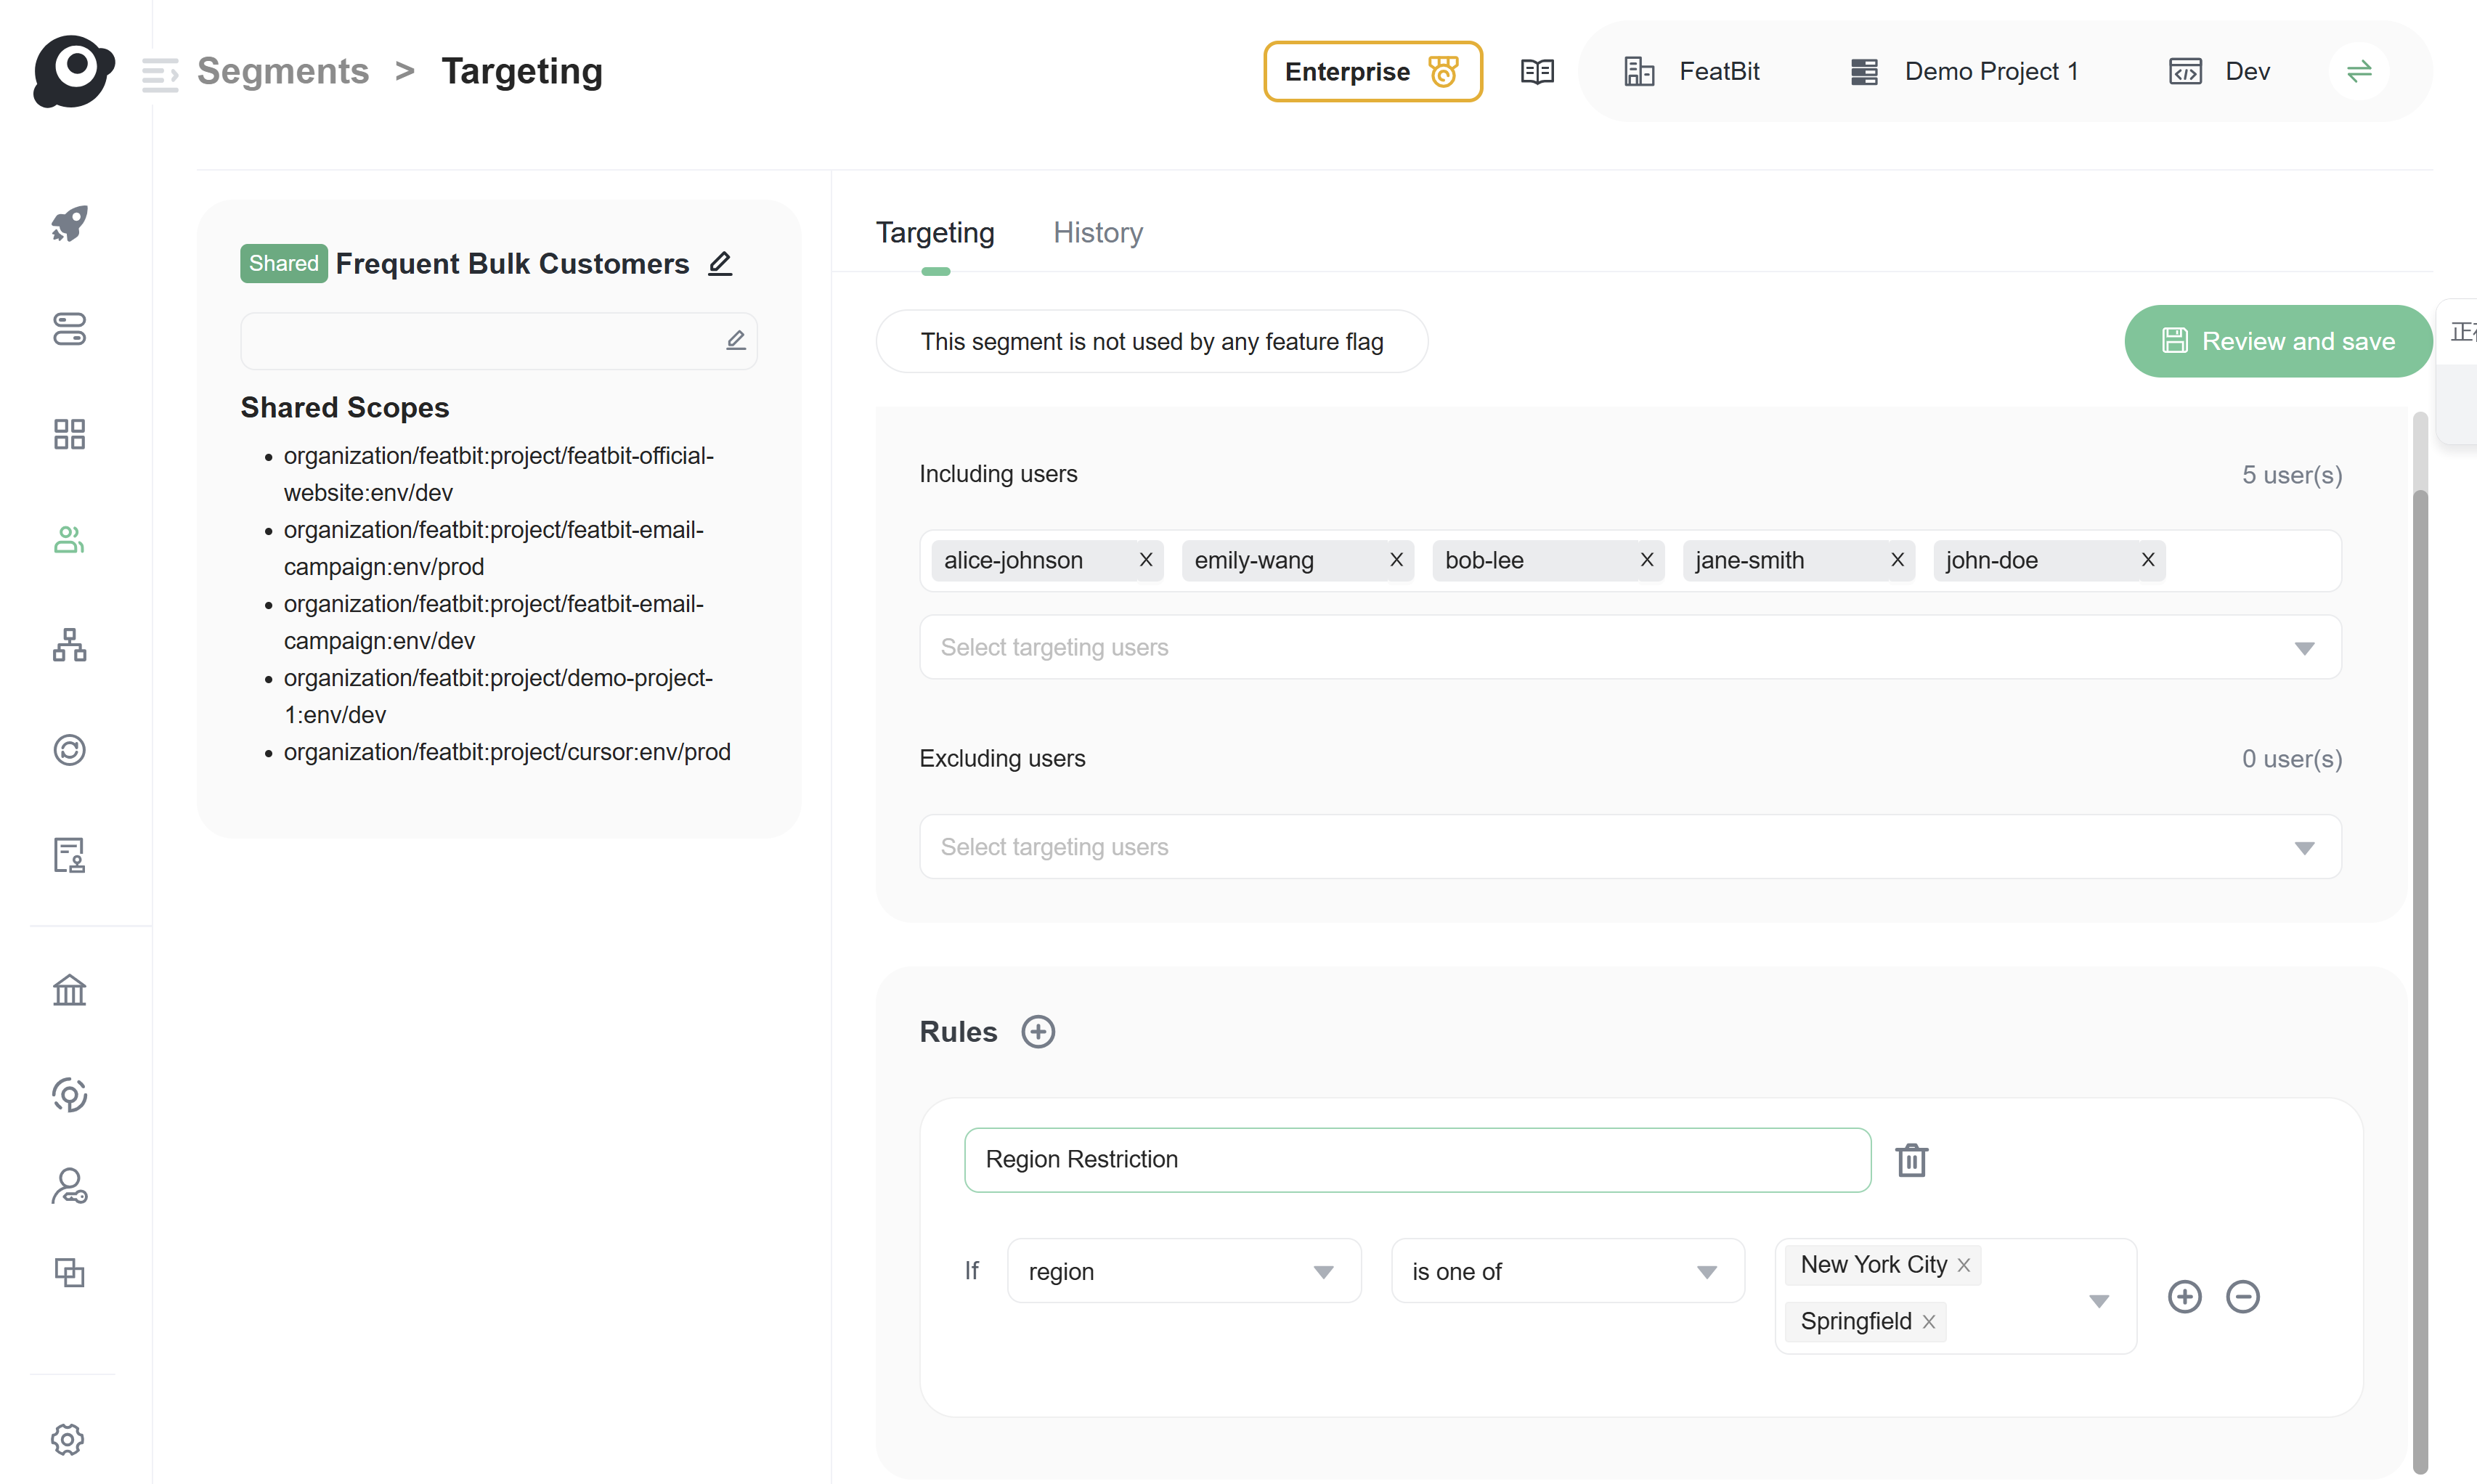 Segments > Targeting
Enterprise
FeatBit
Demo Project 1
Dev
Shared Frequent Bulk Customers
Shared Scopes
organization/featbit:project/featbit-official-
website:env/dev
organization/featbit:project/featbit-email-
campaign:env/prod
organization/featbit:project/featbit-email-
campaign:env/dev
organization/featbit:project/demo-project-
1:env/dev
organization/featbit:project/cursor:env/prod
Targeting History
This segment is not used by any feature flag
Review and save
正
Including users
5 user(s)
alice-johnson X emily-wang X bob-lee X jane-smith X john-doe X
Select targeting users
Excluding users
0 user(s)
Select targeting users
Rules
Region Restriction
If region is one of
New York City X
Springfield X